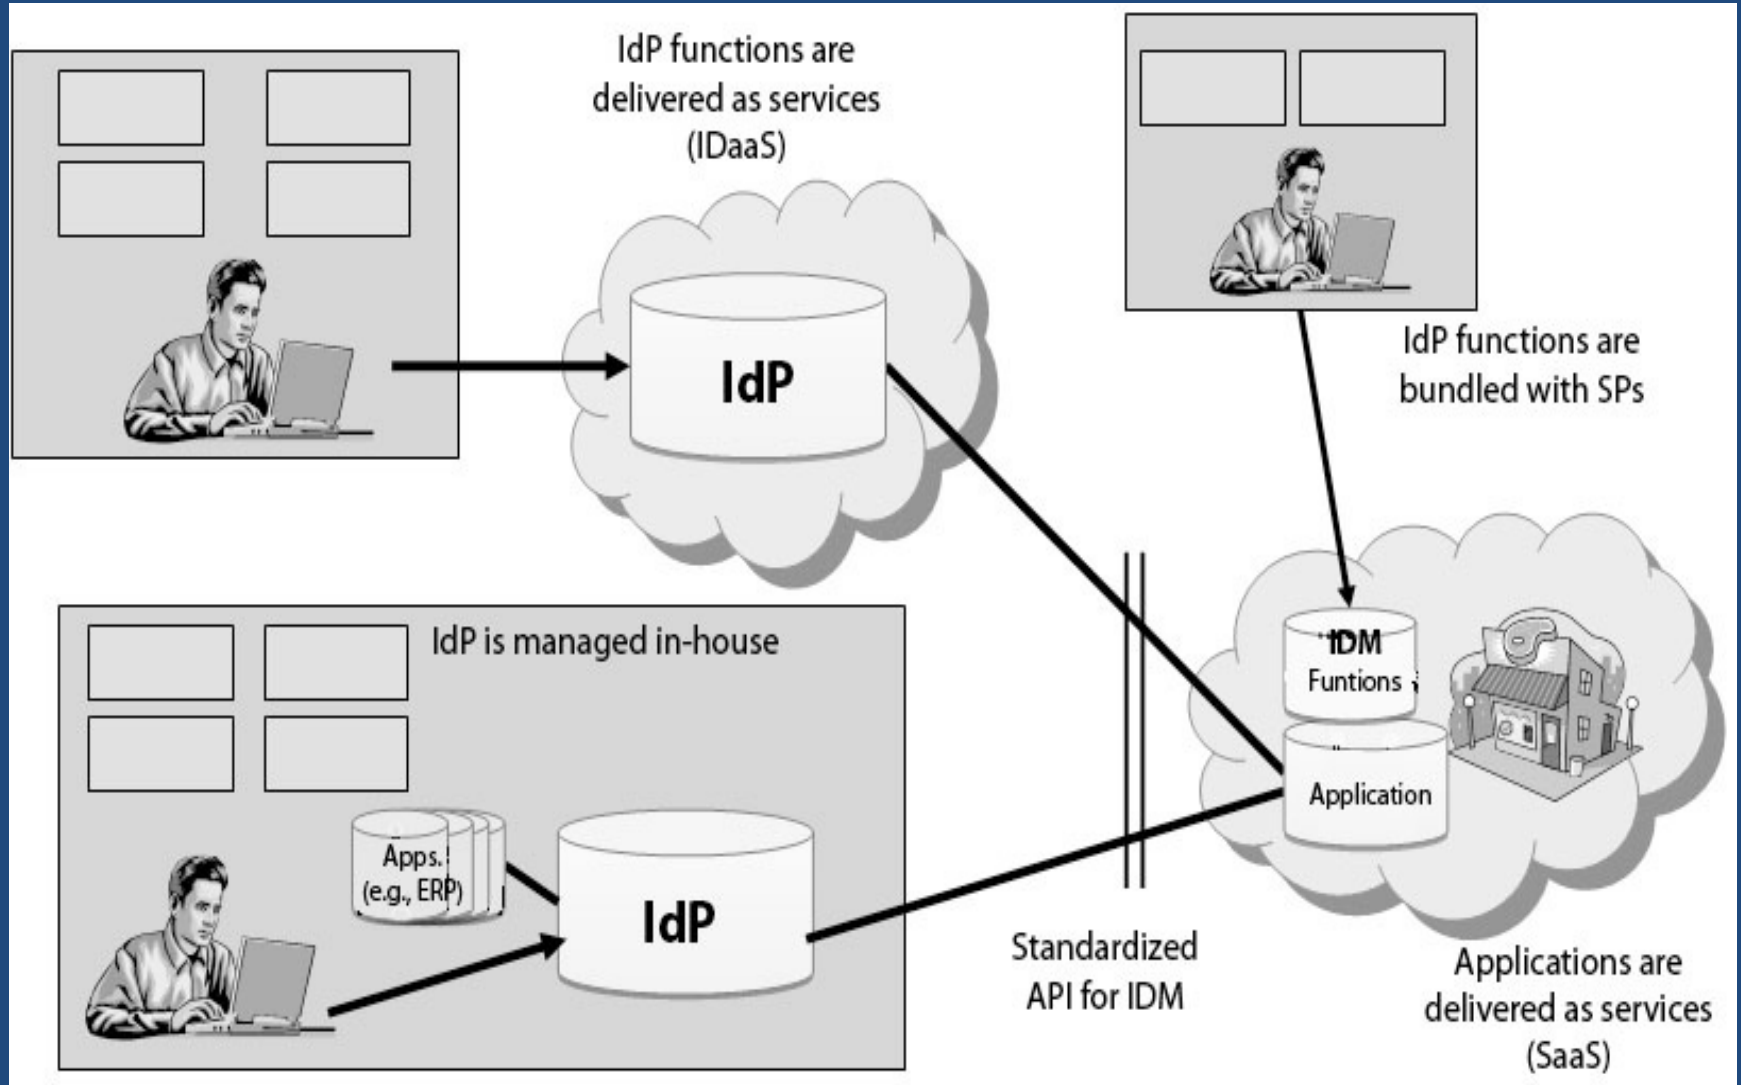 IdP functions are
delivered as services
(IDaaS)
IdP
IdP functions are
bundled with SPs
IDM
Funtions
Application
IdP is managed in-house
Apps.
(e.g., ERP)
IdP
Standardized
API for IDM
Applications are
delivered as services
(SaaS)